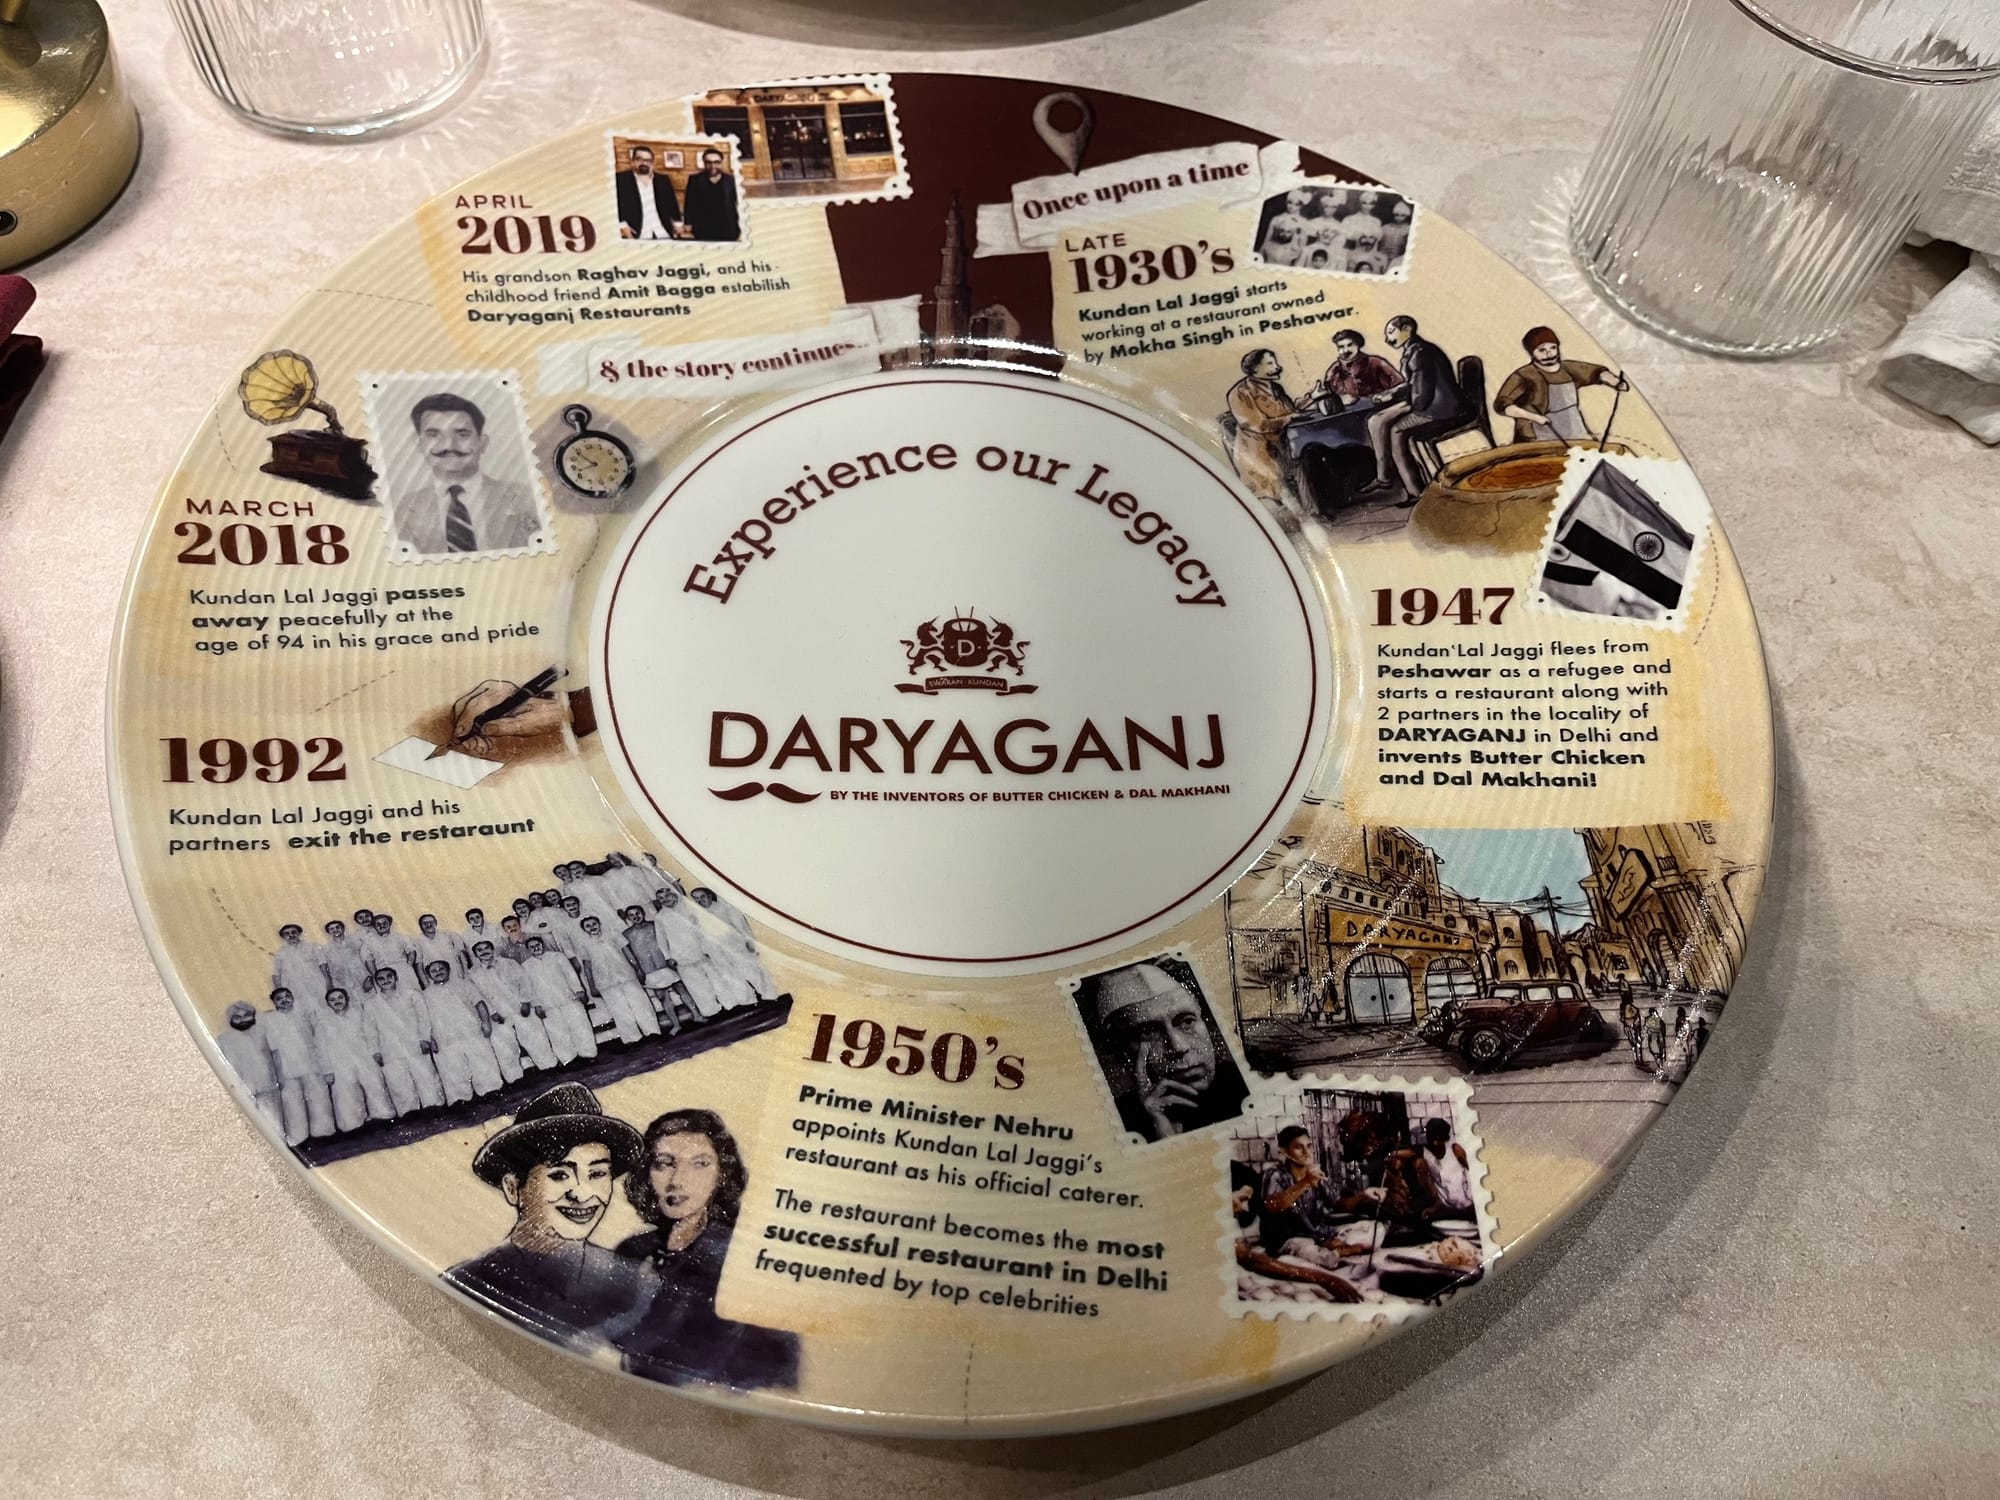 Experience our Legacy
D
SWARAN · KUNDAN
DARYAGANJ
BY THE INVENTORS OF BUTTER CHICKEN & DAL MAKHANI
Once upon a time
LATE
1930's
Kundan Lal Jaggi starts
working at a restaurant owned
by Mokha Singh in Peshawar.
1947
Kundan Lal Jaggi flees from
Peshawar as a refugee and
starts a restaurant along with
2 partners in the locality of
DARYAGANJ in Delhi and
invents Butter Chicken
and Dal Makhani!
DARYAGANJ
1950's
Prime Minister Nehru
appoints Kundan Lal Jaggi's
restaurant as his official caterer.
The restaurant becomes the most
successful restaurant in Delhi
frequented by top celebrities
1992
Kundan Lal Jaggi and his
partners exit the restaraunt
MARCH
2018
Kundan Lal Jaggi passes
away peacefully at the
age of 94 in his grace and pride
& the story continues...
APRIL
2019
His grandson Raghav Jaggi, and his
childhood friend Amit Bagga estabilish
Daryaganj Restaurants
DARYAGANJ